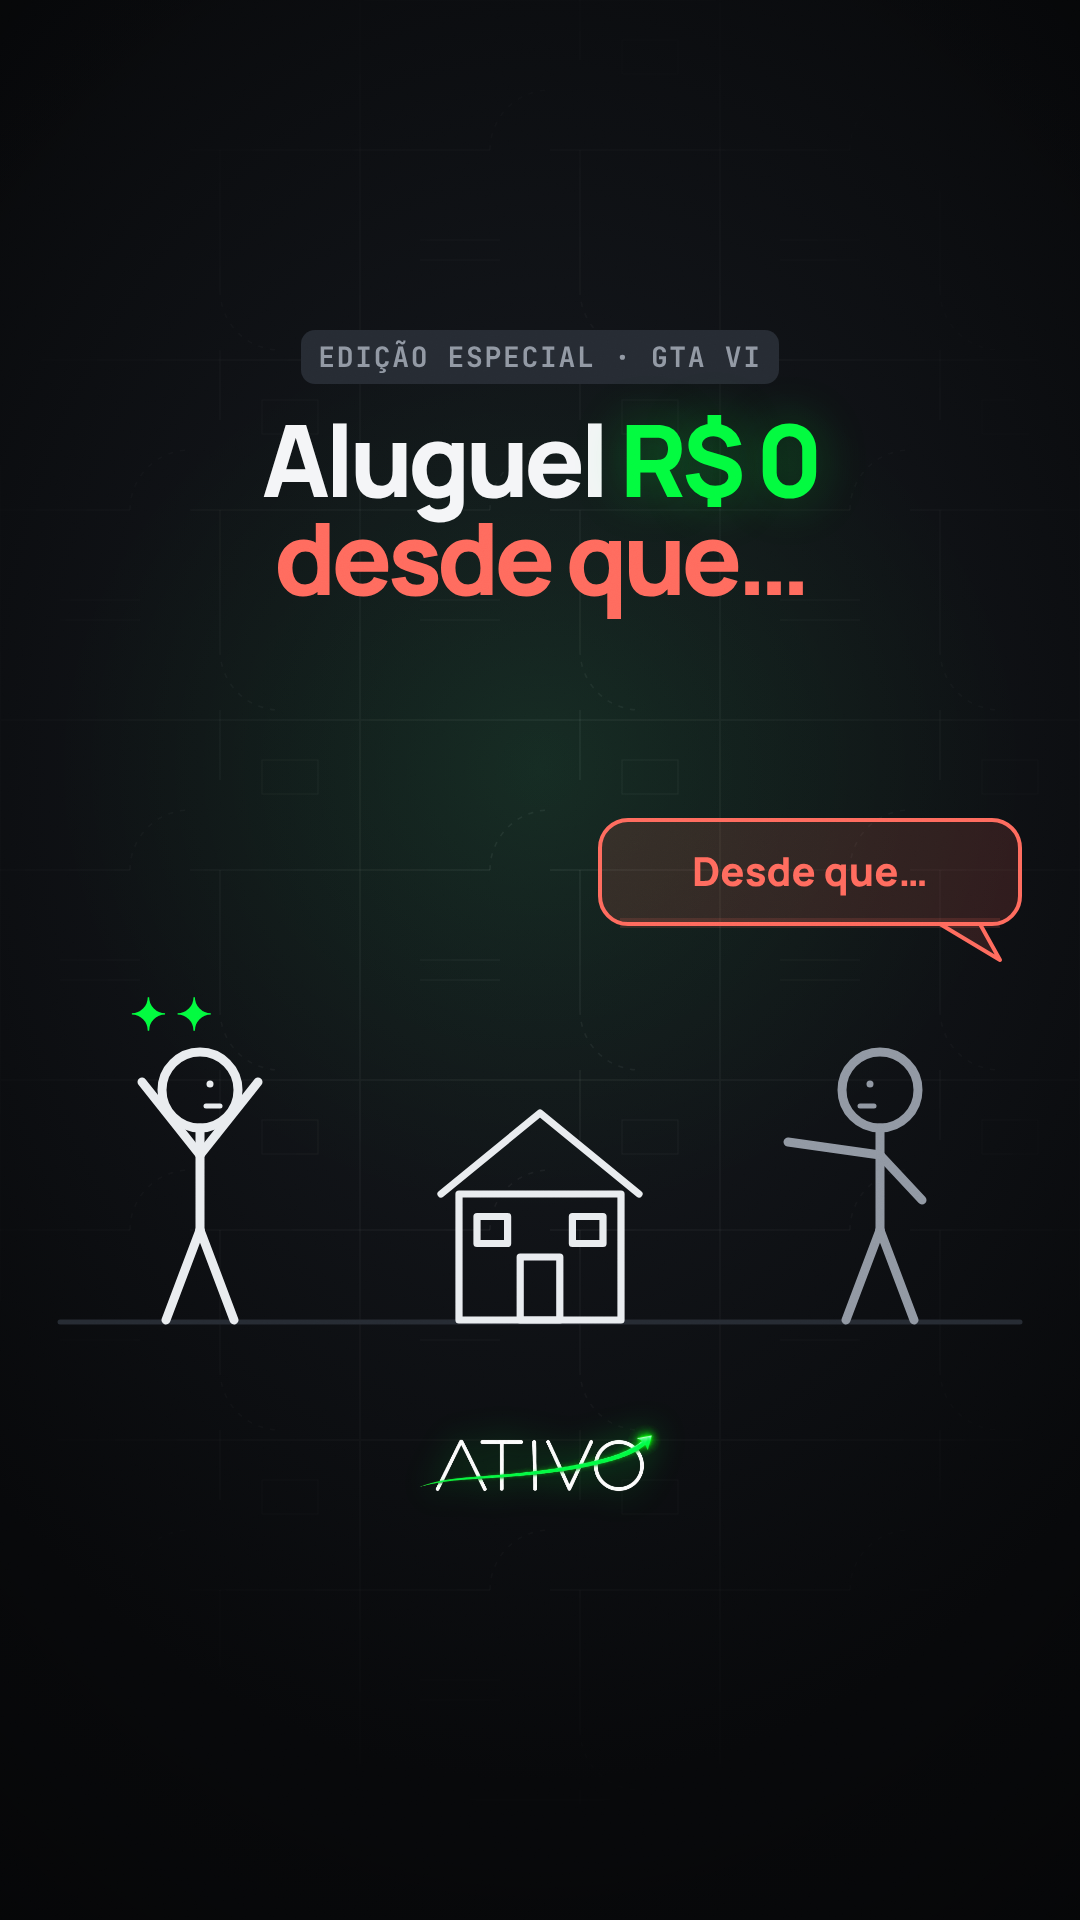 EDIÇÃO ESPECIAL · GTA VI
Aluguel R$ 0
desde que...
Desde que...
ATIVO